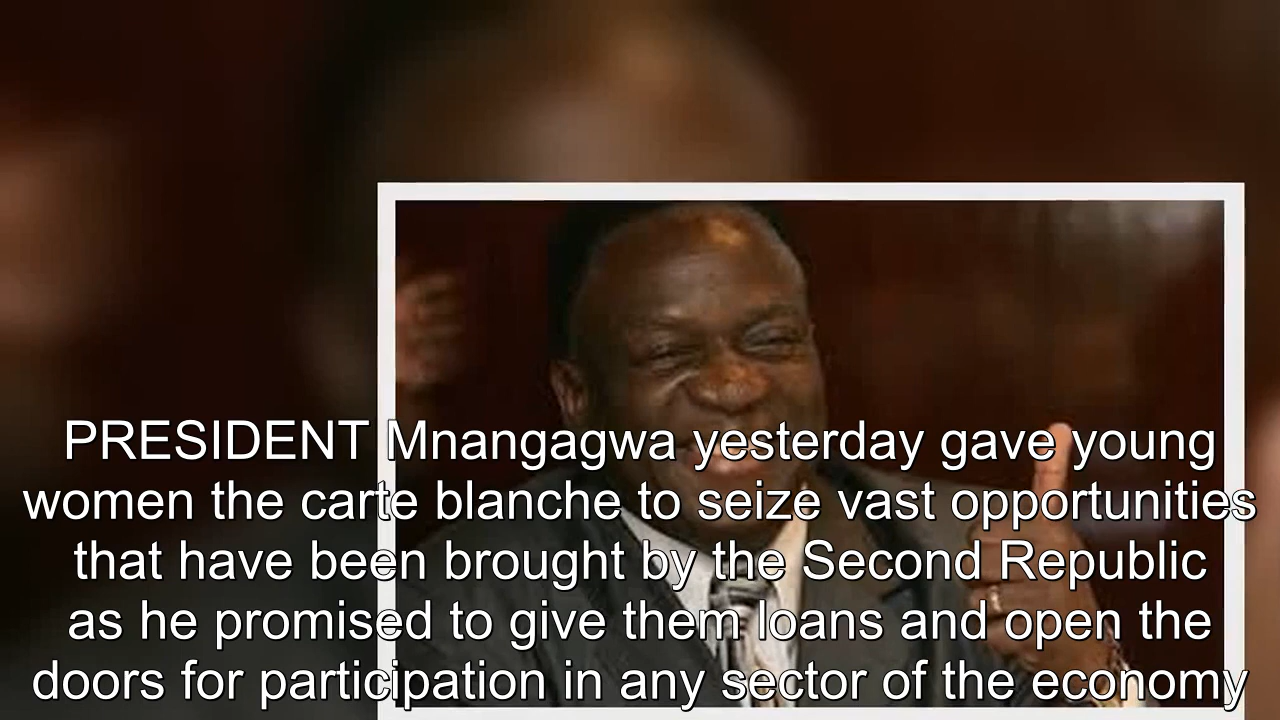 PRESIDENT Mnangagwa yesterday gave young
women the carte blanche to seize vast opportunities
that have been brought by the Second Republic
as he promised to give them loans and open the
doors for participation in any sector of the economy